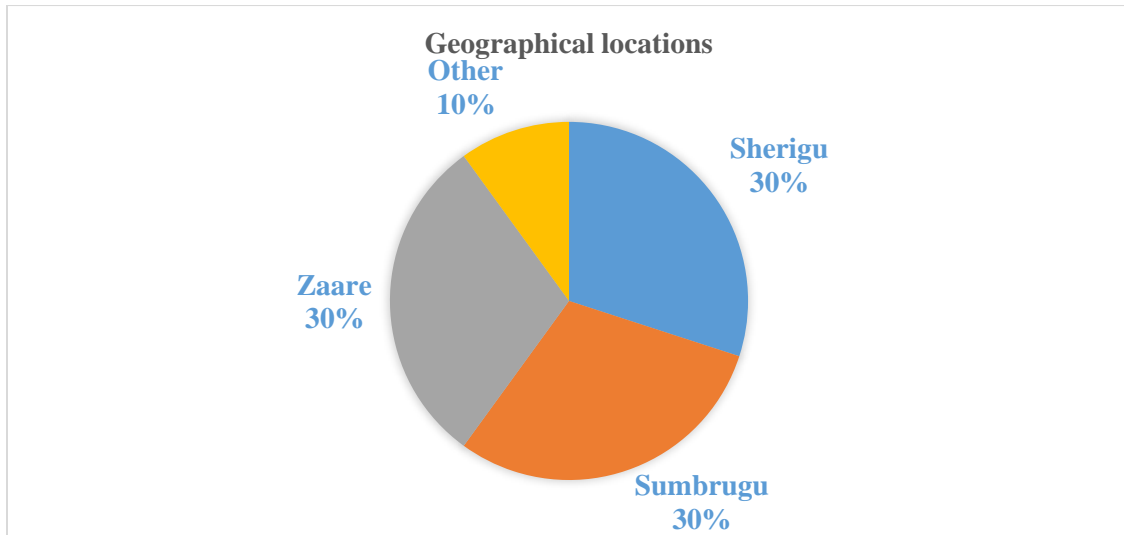 Geographical locations
Other
10%
Sherigu
30%
Zaare
30%
Sumbrugu
30%